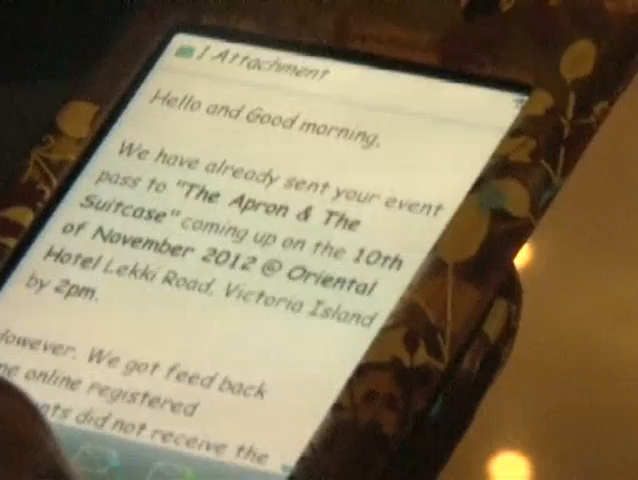 1 Attachment
Hello and Good morning,
We have already sent your event
pass to "The Apron & The
Suitcase" coming up on the 10th
of November 2012 @ Oriental
Hotel Lekki Road, Victoria Island
by 2pm.
However. We got feed back
online registered
did not receive the